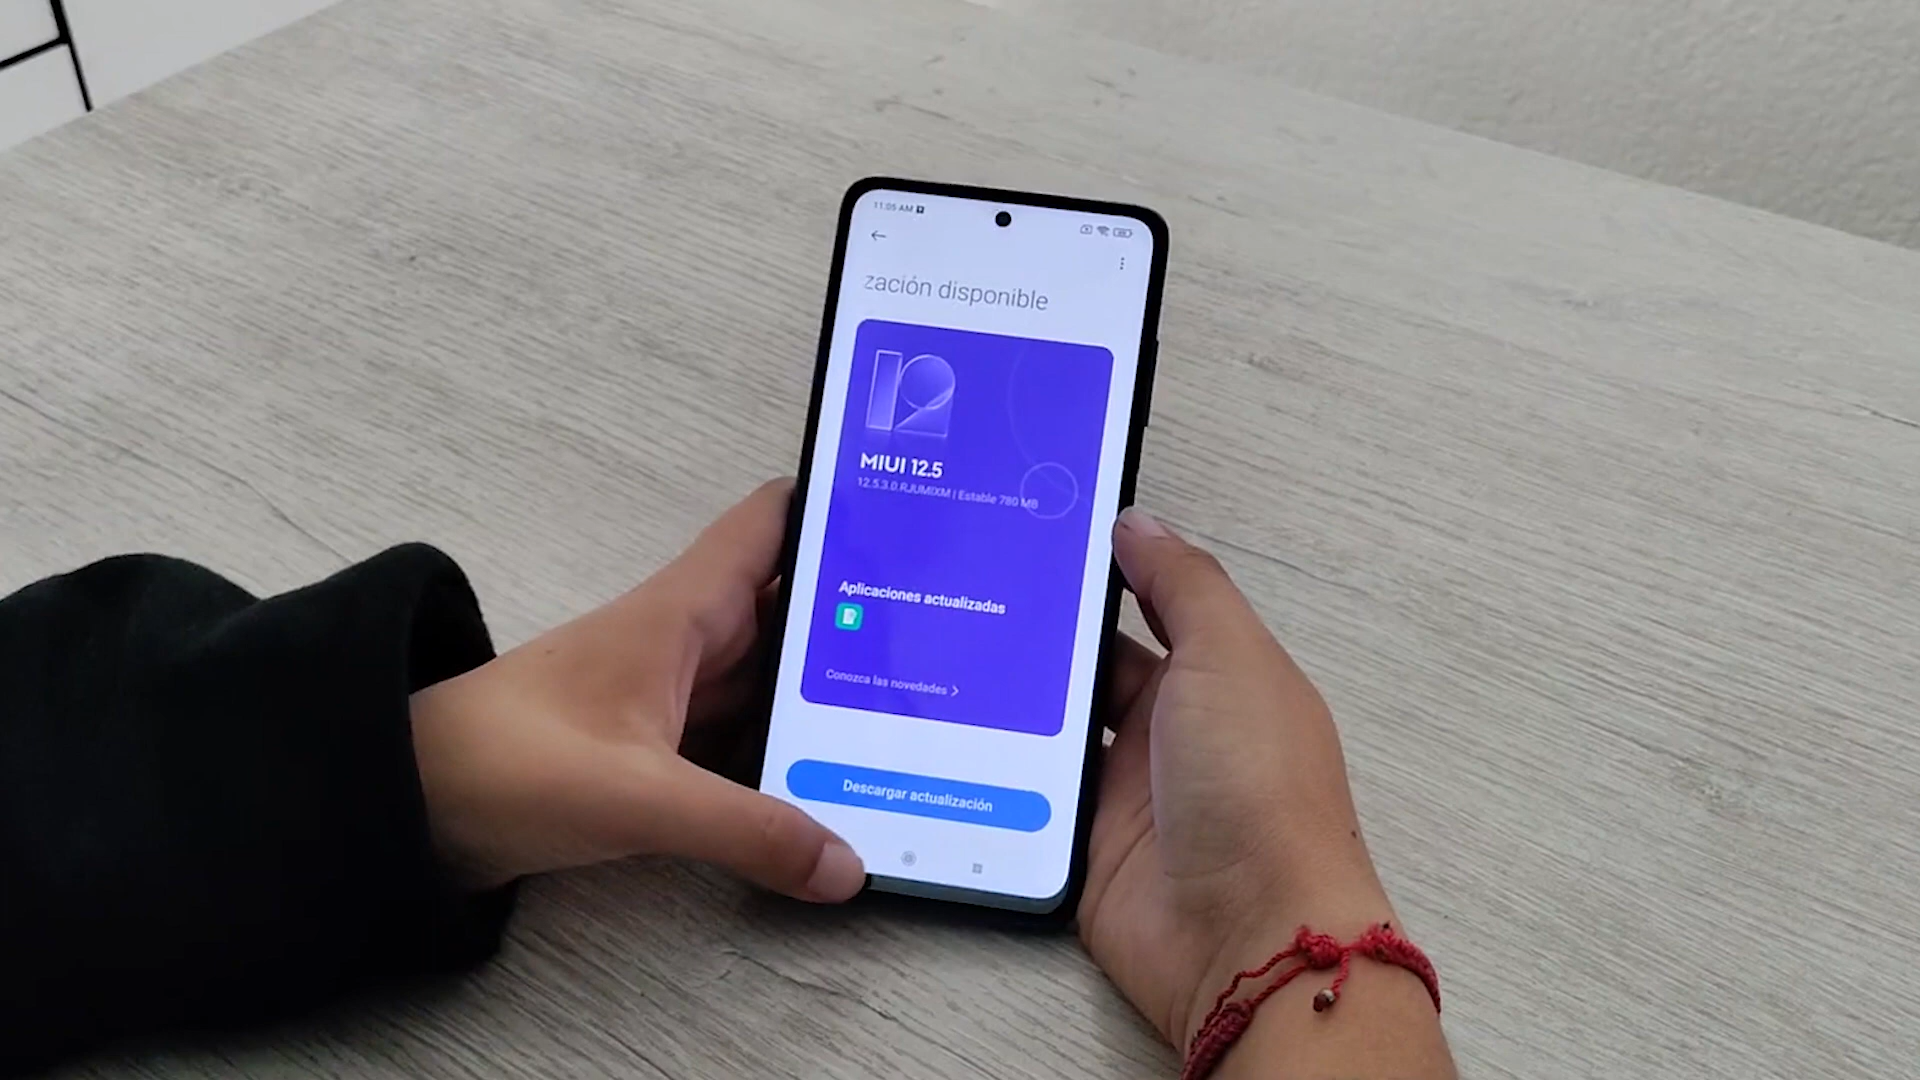 11:05 AM
zación disponible
12
MIUI 12.5
12.5.3.0.RJUMIXM | Estable 780 MB
Aplicaciones actualizadas
Conozca las novedades >
Descargar actualización